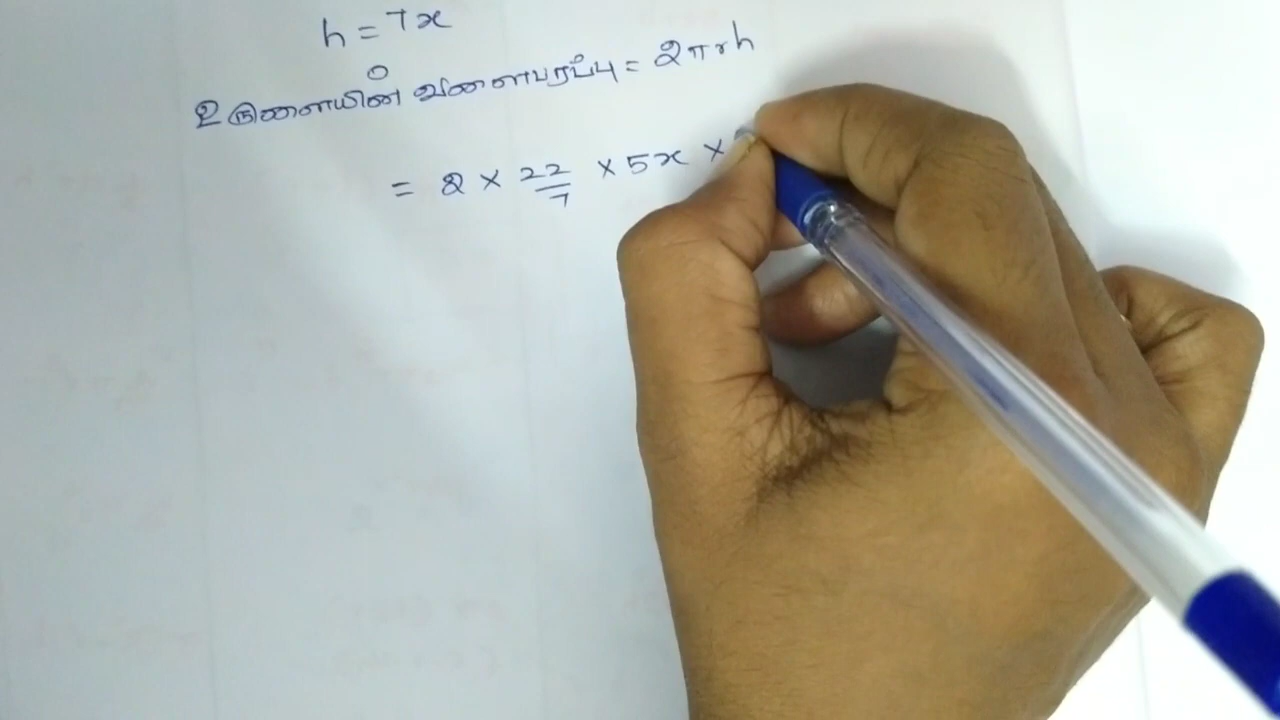 h = 7x
உருளையின் வளைபரப்பு = 2πrh
= 2 × 22/7 × 5x ×